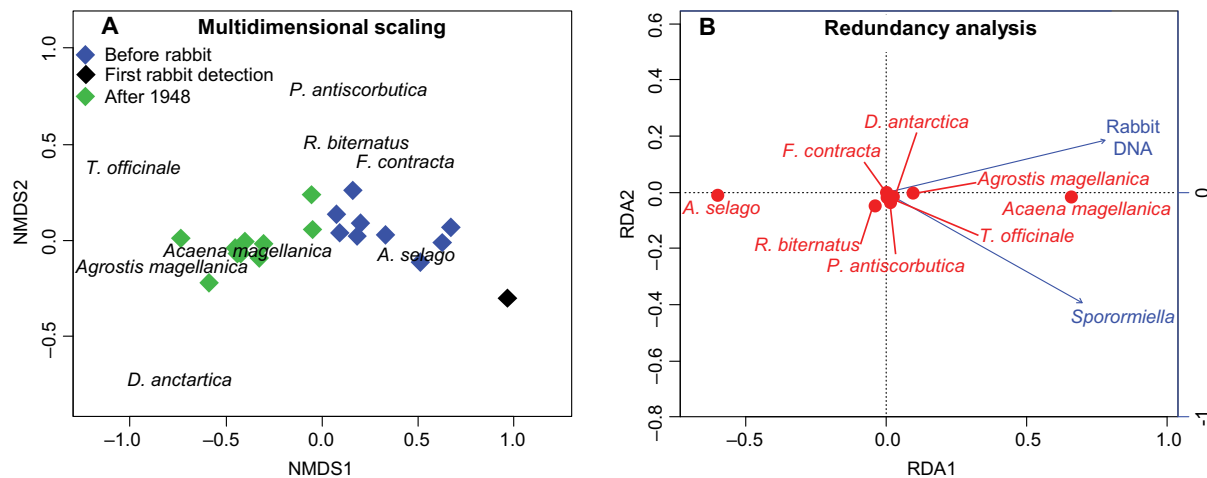 A
Multidimensional scaling
Before rabbit
First rabbit detection
After 1948
P. antiscorbutica
R. biternatus
F. contracta
T. officinale
Acaena magellanica
A. selago
Agrostis magellanica
D. anctartica
NMDS2
1.0
0.5
0.0
–0.5
–1.0
–0.5
0.0
0.5
1.0
NMDS1
B
Redundancy analysis
D. antarctica
F. contracta
Rabbit
DNA
Agrostis magellanica
A. selago
Acaena magellanica
R. biternatus
T. officinale
P. antiscorbutica
Sporormiella
RDA2
0.6
0.4
0.2
0.0
–0.2
–0.4
–0.6
–0.8
0
-1
–0.5
0.0
0.5
1.0
RDA1